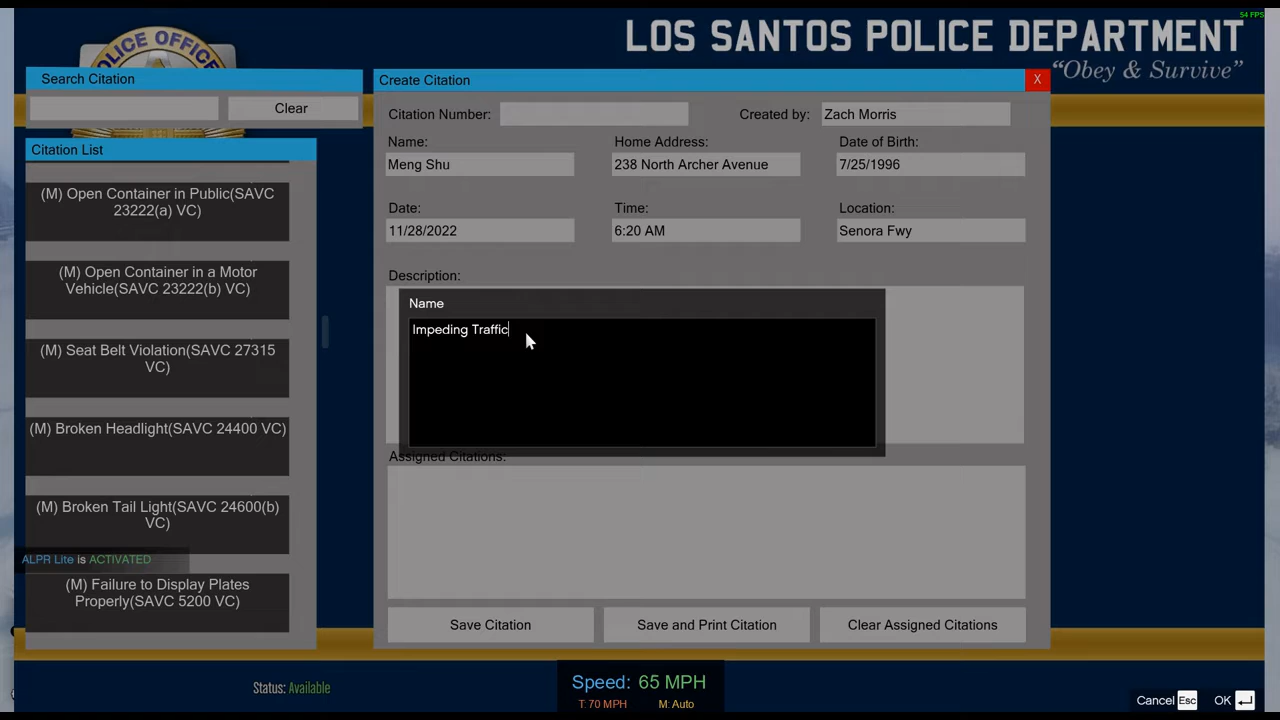 54 FPS
LOS SANTOS POLICE DEPARTMENT
"Obey & Survive"
POLICE OFFICER
Search Citation
Clear
Citation List
(M) Open Container in Public(SAVC
23222(a) VC)
(M) Open Container in a Motor
Vehicle(SAVC 23222(b) VC)
(M) Seat Belt Violation(SAVC 27315
VC)
(M) Broken Headlight(SAVC 24400 VC)
(M) Broken Tail Light(SAVC 24600(b)
VC)
ALPR Lite is ACTIVATED
(M) Failure to Display Plates
Properly(SAVC 5200 VC)
Create Citation
X
Citation Number:
Created by: Zach Morris
Name: Home Address: Date of Birth:
Meng Shu 238 North Archer Avenue 7/25/1996
Date: Time: Location:
11/28/2022 6:20 AM Senora Fwy
Description:
Name
Impeding Traffic
Assigned Citations:
Save Citation Save and Print Citation Clear Assigned Citations
Status: Available
Speed: 65 MPH
T: 70 MPH M: Auto
Cancel Esc OK